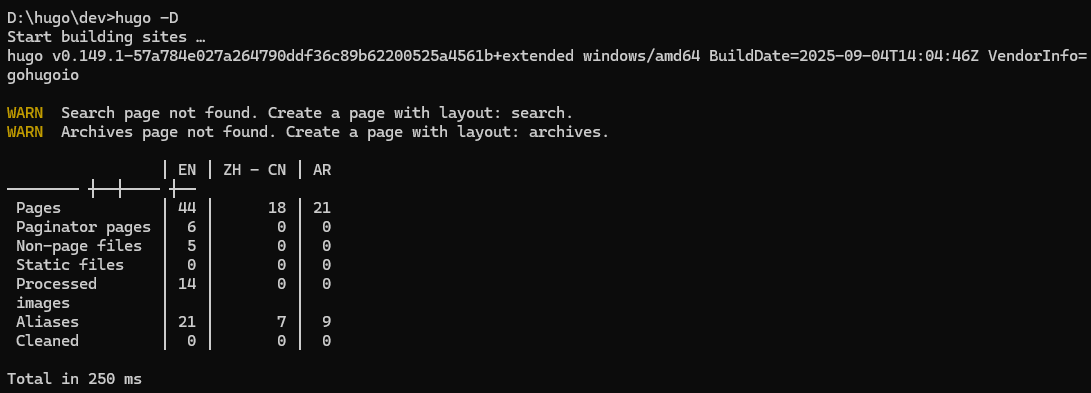 D:\hugo\dev>hugo -D
Start building sites …
hugo v0.149.1-57a784e027a264790ddf36c89b62200525a4561b+extended windows/amd64 BuildDate=2025-09-04T14:04:46Z VendorInfo=
gohugoio
WARN  Search page not found. Create a page with layout: search.
WARN  Archives page not found. Create a page with layout: archives.
                  │ EN │ ZH - CN │ AR
──────── ┼──┼──── ┼──
 Pages            │ 44 │      18 │ 21
 Paginator pages  │  6 │       0 │  0
 Non-page files   │  5 │       0 │  0
 Static files     │  0 │       0 │  0
 Processed        │ 14 │       0 │  0
 images           │    │         │
 Aliases          │ 21 │       7 │  9
 Cleaned          │  0 │       0 │  0
Total in 250 ms